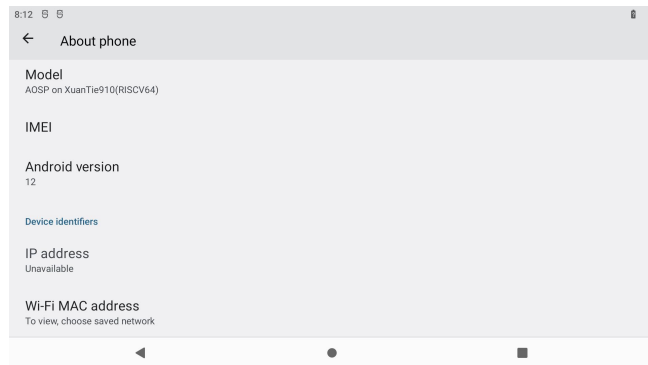 8:12
About phone
Model
AOSP on XuanTie910(RISCV64)
IMEI
Android version
12
Device identifiers
IP address
Unavailable
Wi-Fi MAC address
To view, choose saved network